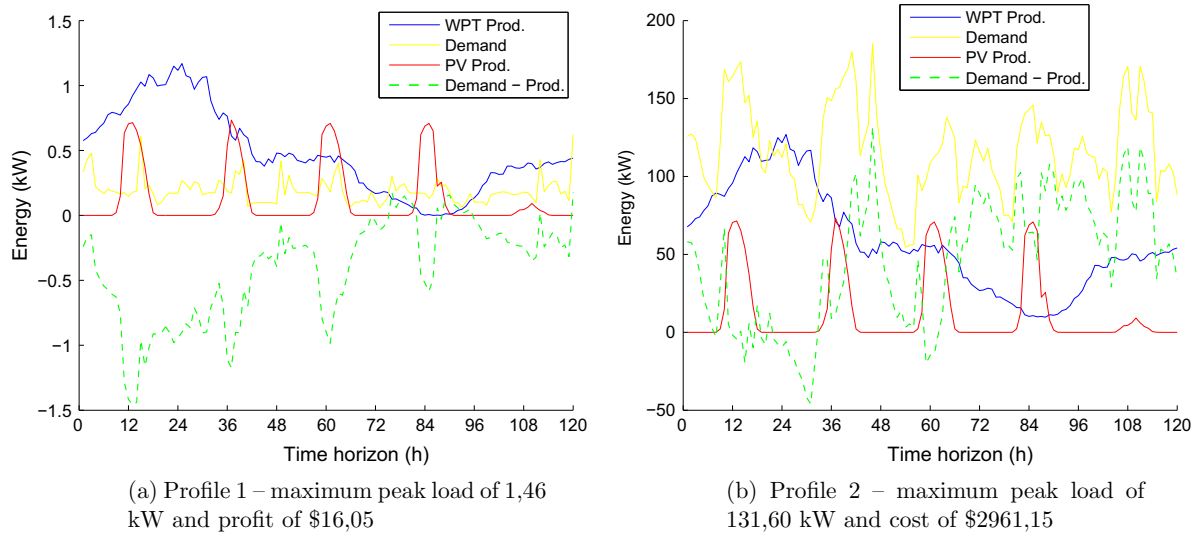 1.5
1
0.5
0
−0.5
−1
−1.5
Energy (kW)
0 12 24 36 48 60 72 84 96 108 120
Time horizon (h)
WPT Prod.
Demand
PV Prod.
Demand − Prod.
(a) Profile 1 – maximum peak load of 1,46
kW and profit of $16,05
200
150
100
50
0
−50
Energy (kW)
0 12 24 36 48 60 72 84 96 108 120
Time horizon (h)
WPT Prod.
Demand
PV Prod.
Demand − Prod.
(b) Profile 2 – maximum peak load of
131,60 kW and cost of $2961,15